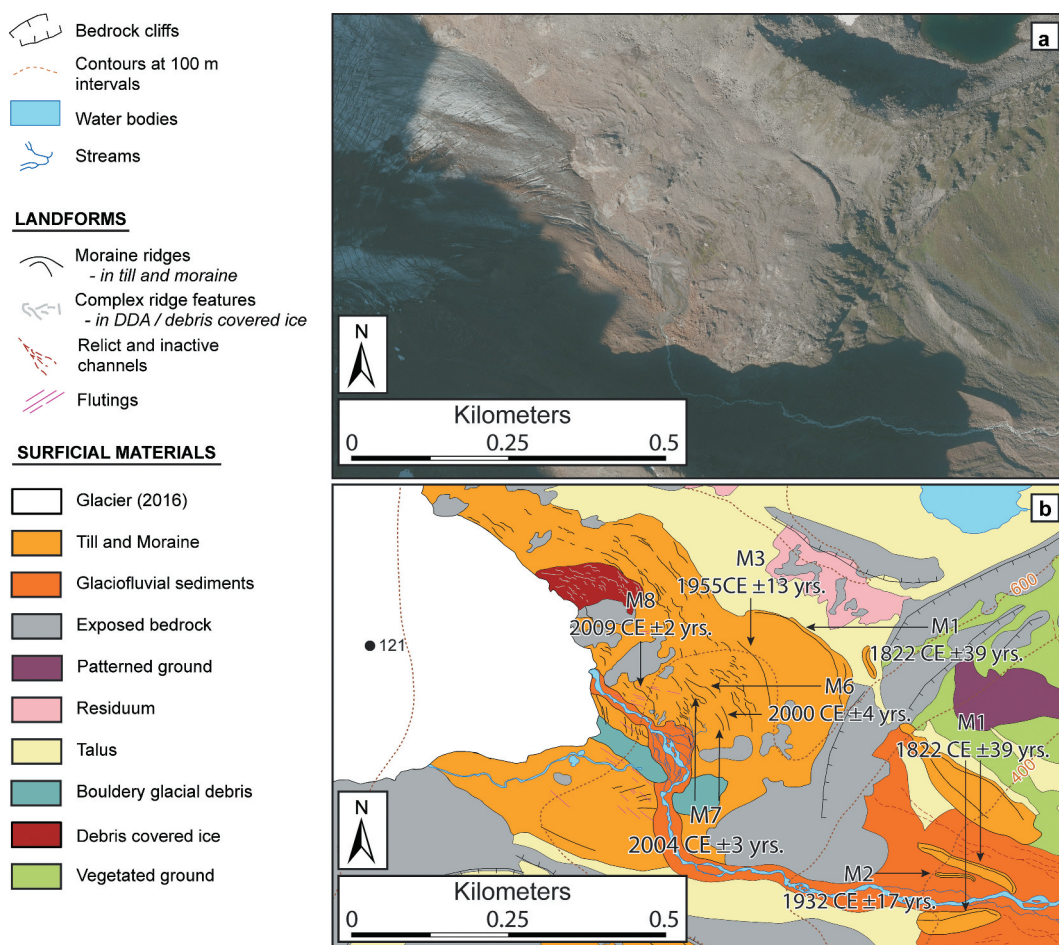 Bedrock cliffs
Contours at 100 m
intervals
Water bodies
Streams
LANDFORMS
Moraine ridges
- in till and moraine
Complex ridge features
- in DDA / debris covered ice
Relict and inactive
channels
Flutings
SURFICIAL MATERIALS
Glacier (2016)
Till and Moraine
Glaciofluvial sediments
Exposed bedrock
Patterned ground
Residuum
Talus
Bouldery glacial debris
Debris covered ice
Vegetated ground
a
N
Kilometers
0 0.25 0.5
b
M3
1955CE ±13 yrs.
600
M8
2009 CE ±2 yrs.
M1
1822 CE ±39 yrs.
121
M6
2000 CE ±4 yrs.
M1
1822 CE ±39 yrs.
400
M7
2004 CE ±3 yrs.
M2
1932 CE ±17 yrs.
N
Kilometers
0 0.25 0.5